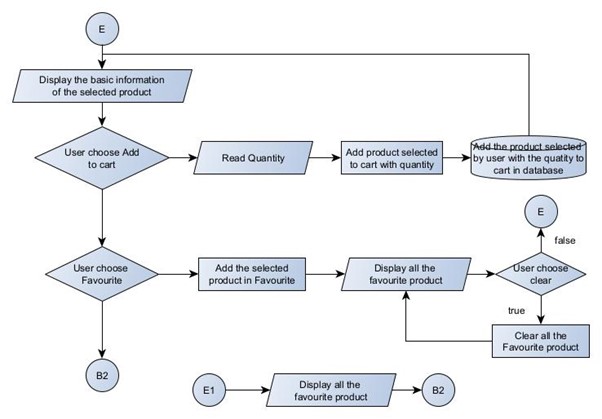 E
Display the basic information
of the selected product
User choose Add
to cart
Read Quantity
Add product selected
to cart with quantity
Add the product selected
by user with the quatity to
cart in database
E
false
User choose
Favourite
Add the selected
product in Favourite
Display all the
favourite product
User choose
clear
true
Clear all the
Favourite product
B2
E1
Display all the
favourite product
B2